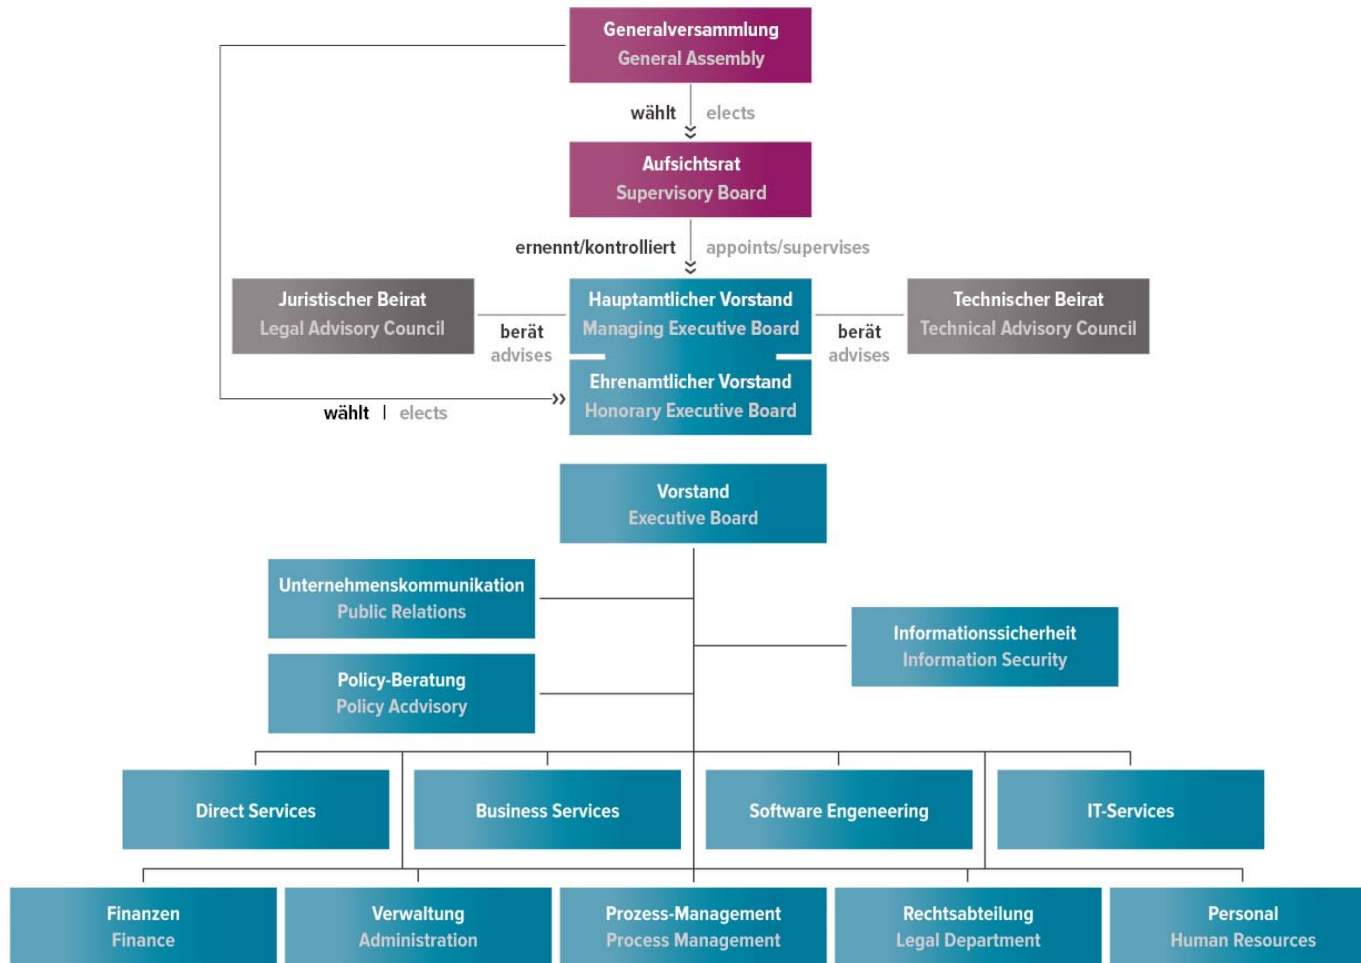 Generalversammlung
General Assembly
wählt elects
Aufsichtsrat
Supervisory Board
ernennt/kontrolliert appoints/supervises
Juristischer Beirat
Legal Advisory Council
berät
advises
Hauptamtlicher Vorstand
Managing Executive Board
berät
advises
Technischer Beirat
Technical Advisory Council
Ehrenamtlicher Vorstand
Honorary Executive Board
wählt | elects
Vorstand
Executive Board
Unternehmenskommunikation
Public Relations
Informationssicherheit
Information Security
Policy-Beratung
Policy Acdvisory
Direct Services
Business Services
Software Engeneering
IT-Services
Finanzen
Finance
Verwaltung
Administration
Prozess-Management
Process Management
Rechtsabteilung
Legal Department
Personal
Human Resources